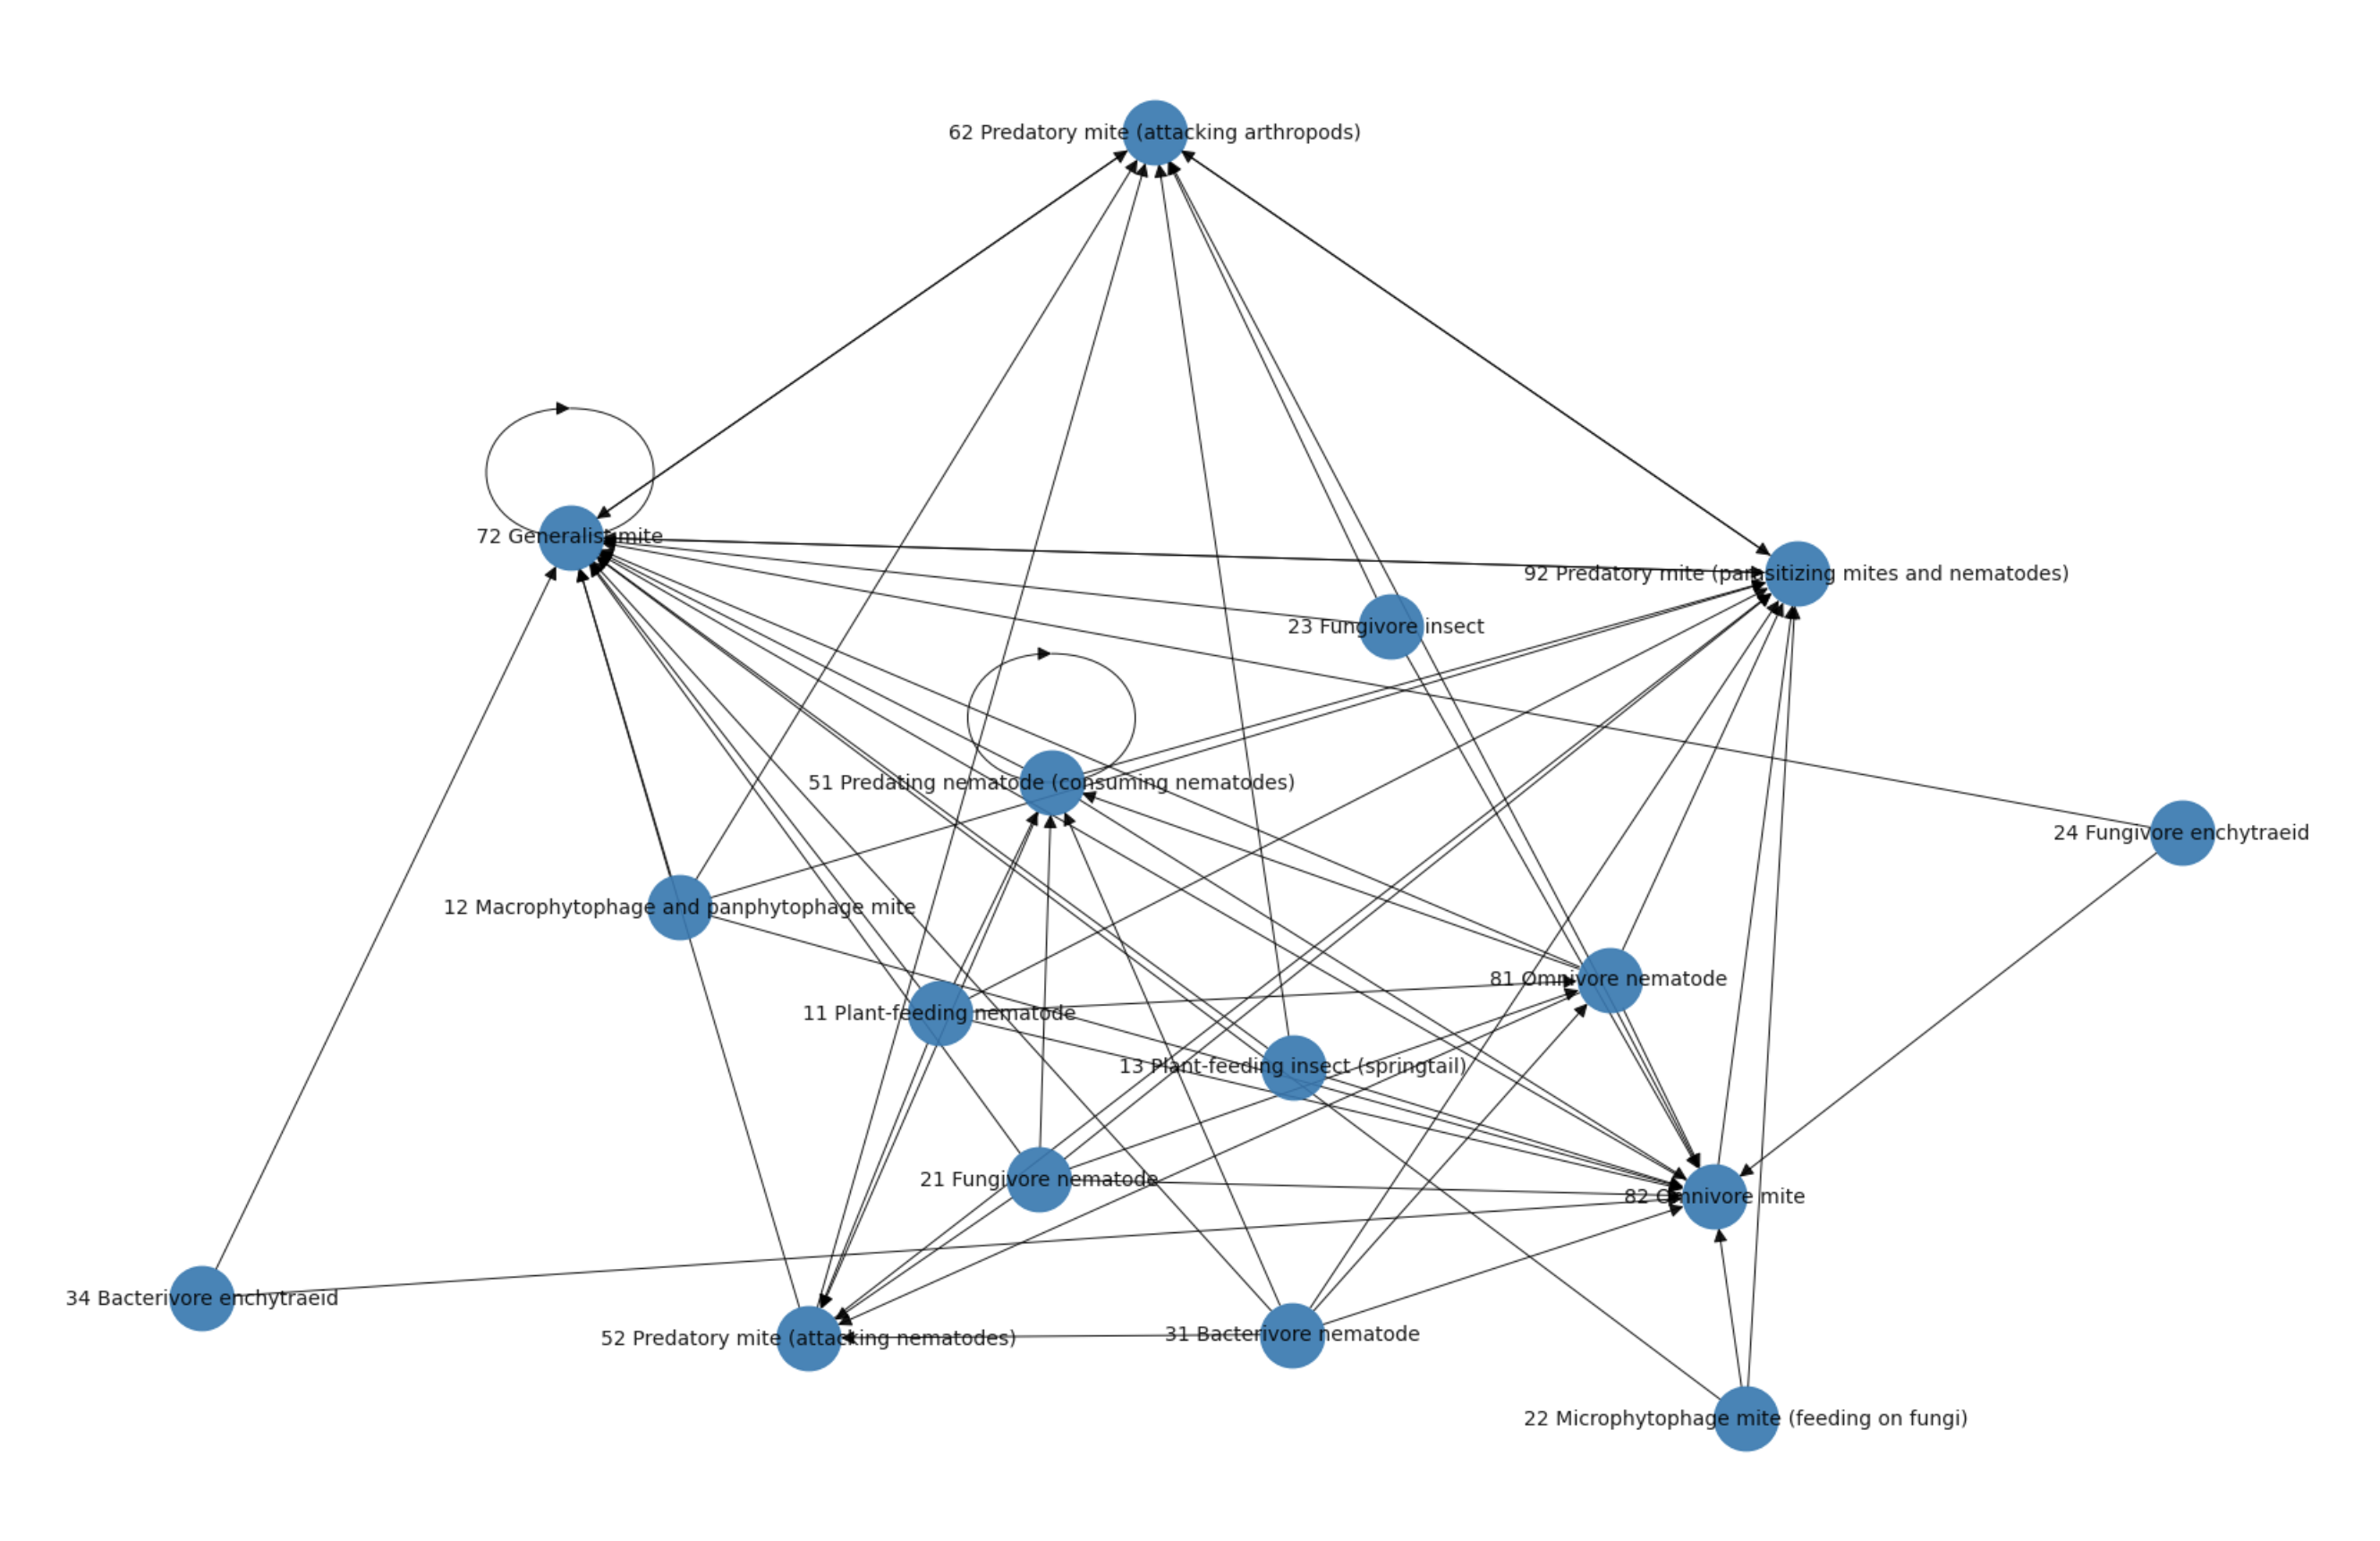 62 Predatory mite (attacking arthropods)
72 Generalist mite
92 Predatory mite (parasitizing mites and nematodes)
23 Fungivore insect
51 Predating nematode (consuming nematodes)
24 Fungivore enchytraeid
12 Macrophytophage and panphytophage mite
81 Omnivore nematode
11 Plant-feeding nematode
13 Plant-feeding insect (springtail)
21 Fungivore nematode
82 Omnivore mite
34 Bacterivore enchytraeid
52 Predatory mite (attacking nematodes)
31 Bacterivore nematode
22 Microphytophage mite (feeding on fungi)